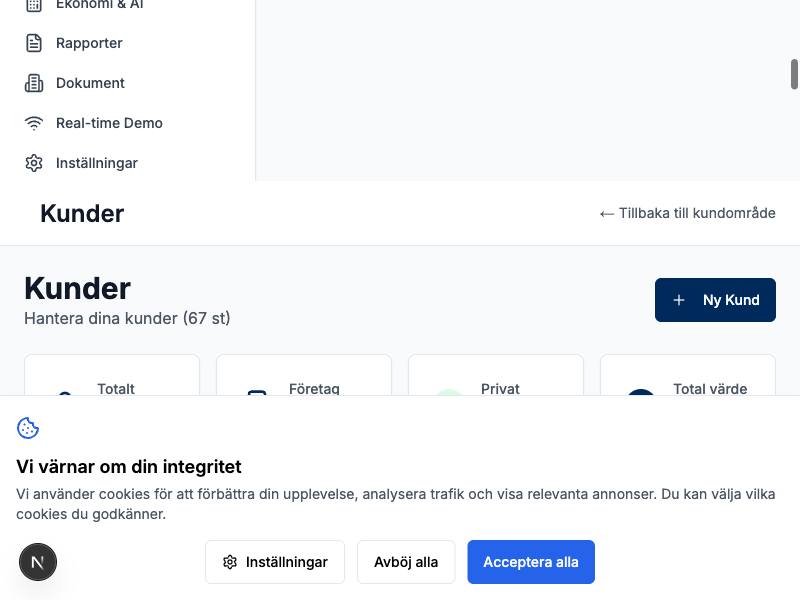 Ekonomi & AI
Rapporter
Dokument
Real-time Demo
Inställningar
Kunder
← Tillbaka till kundområde
Kunder
Hantera dina kunder (67 st)
+ Ny Kund
Totalt
Företag
Privat
Total värde
Vi värnar om din integritet
Vi använder cookies för att förbättra din upplevelse, analysera trafik och visa relevanta annonser. Du kan välja vilka
cookies du godkänner.
N
Inställningar
Avböj alla
Acceptera alla